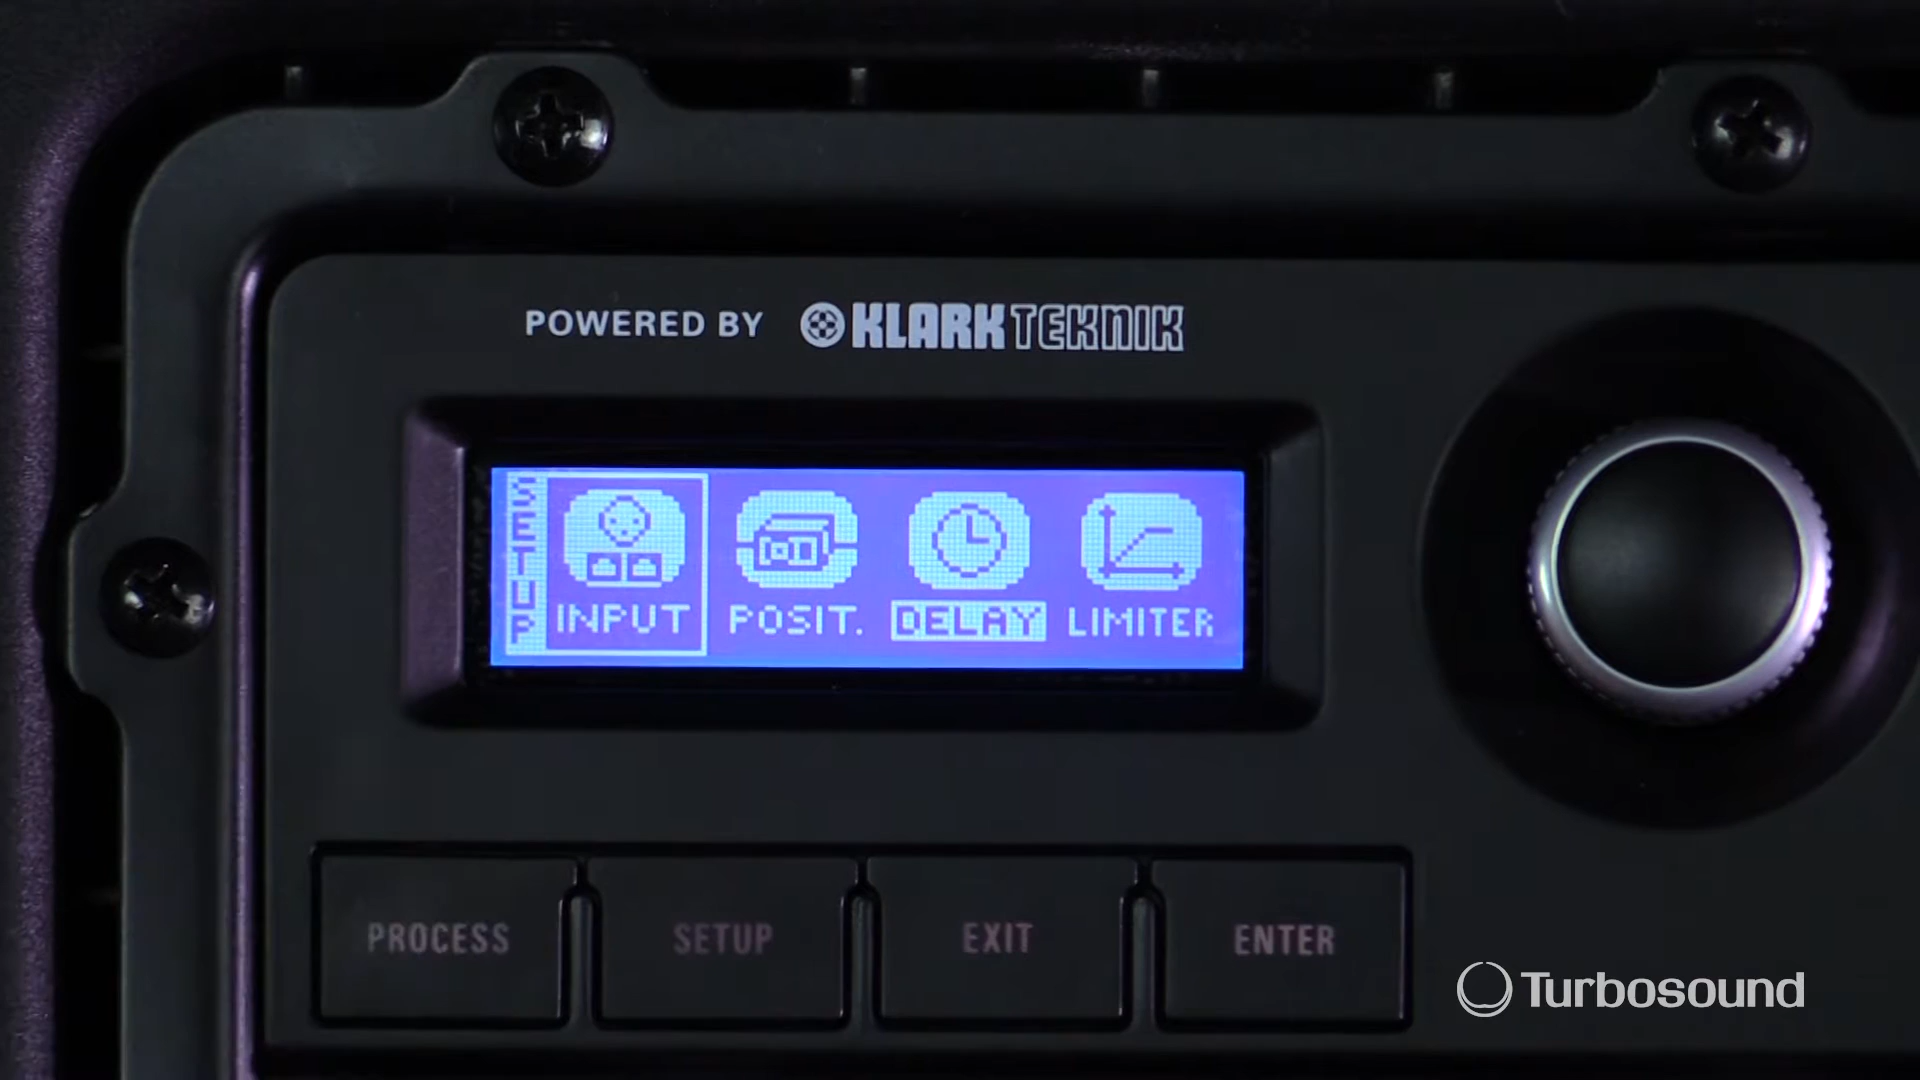 POWERED BY KLARK TEKNIK
SETUP
INPUT POSIT. DELAY LIMITER
PROCESS SETUP EXIT ENTER
Turbosound